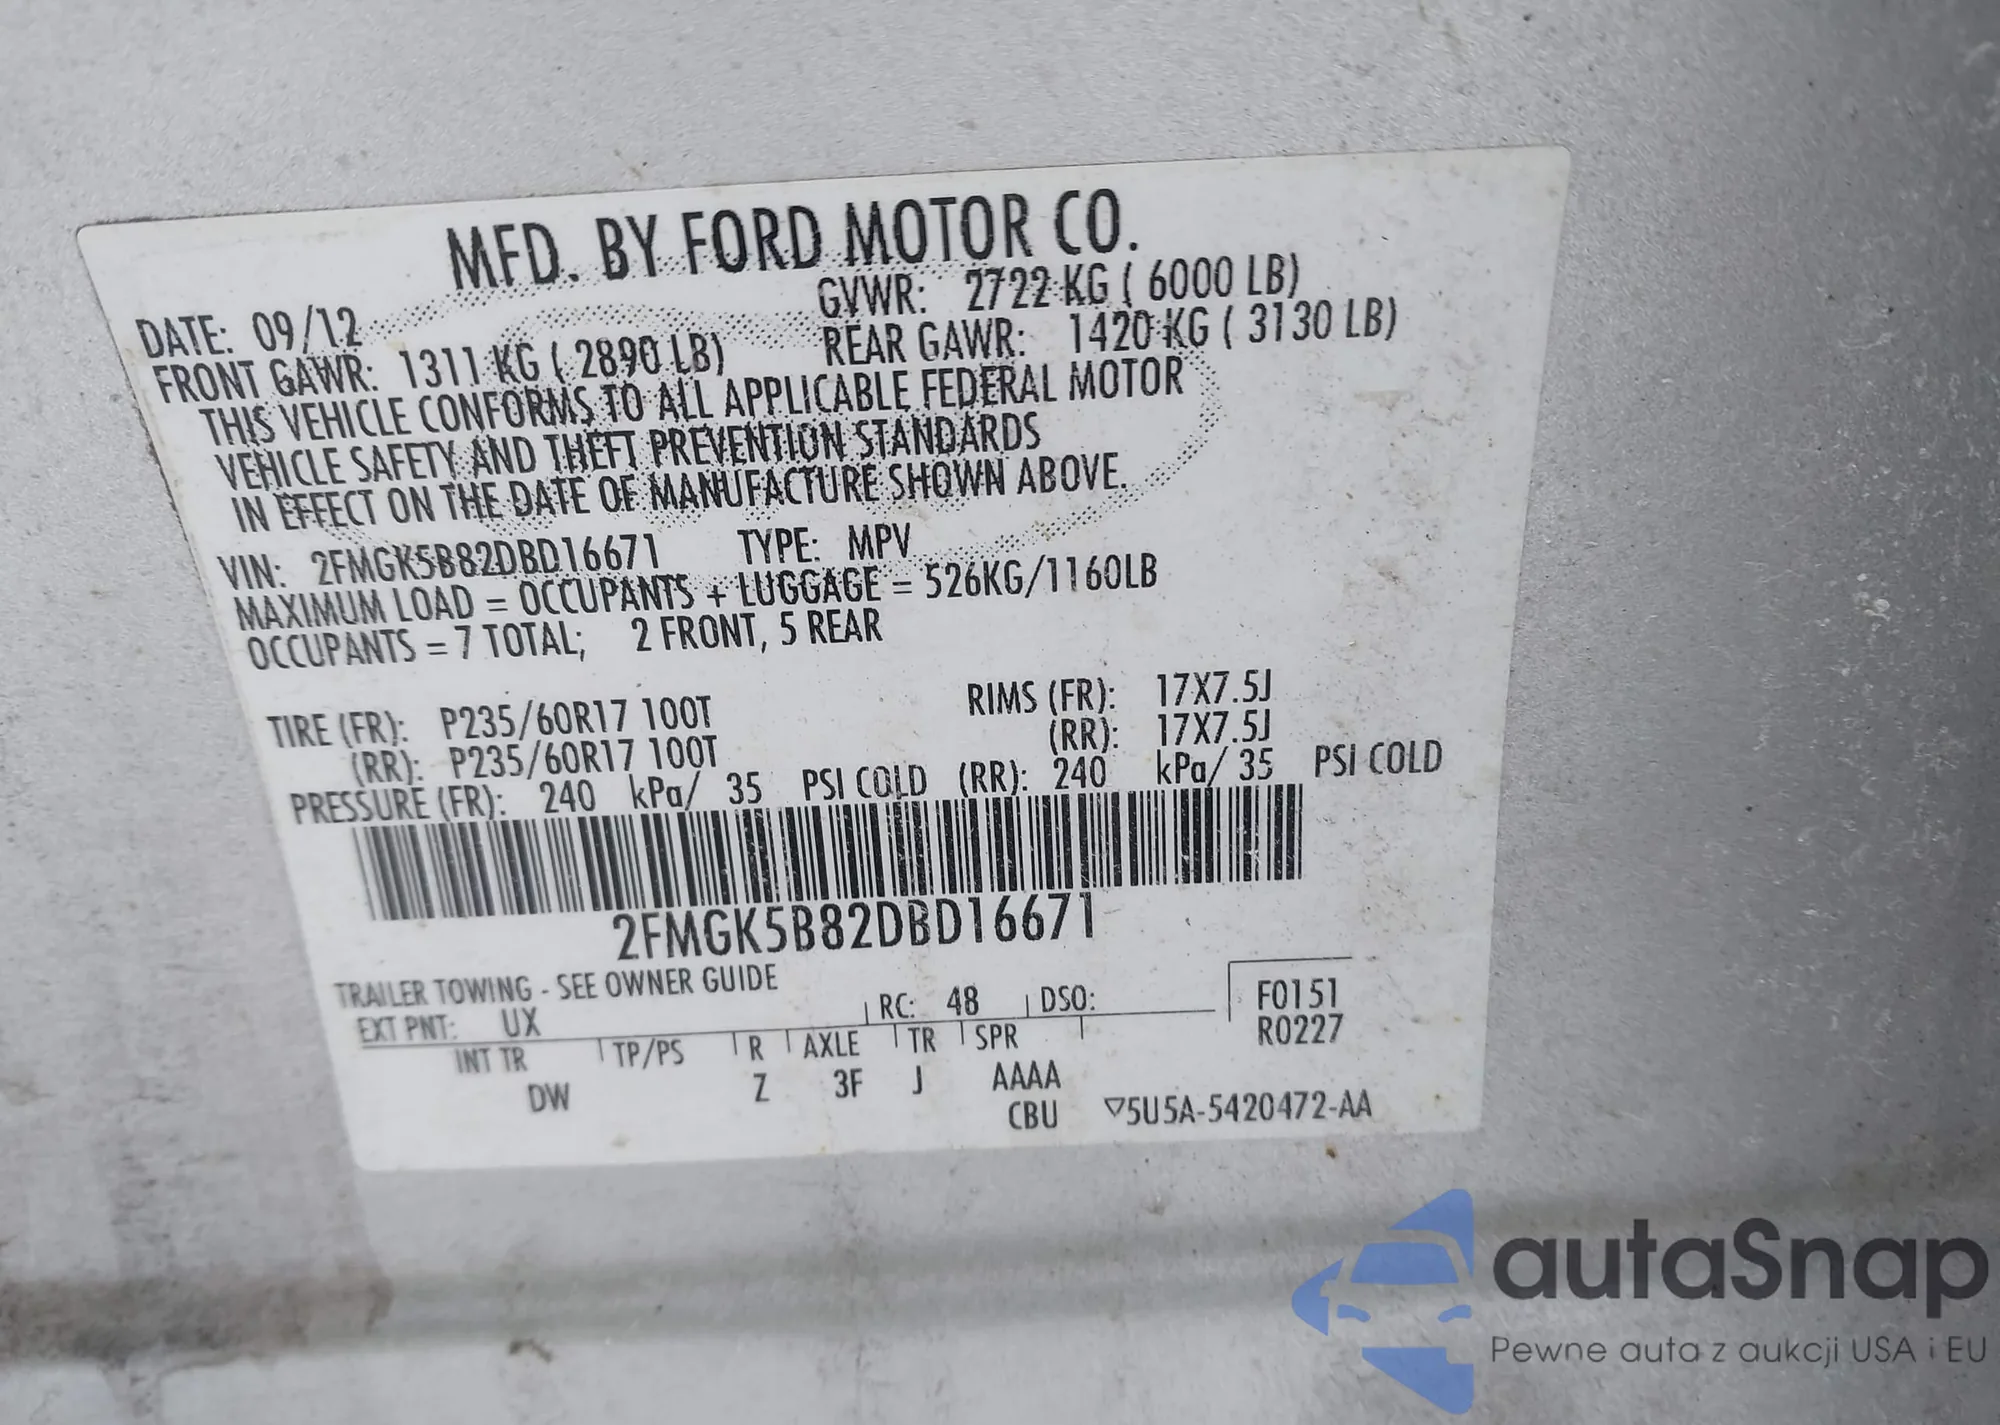 MFD. BY FORD MOTOR CO.
DATE: 09/12 GVWR: 2722 KG ( 6000 LB)
FRONT GAWR: 1311 KG ( 2890 LB) REAR GAWR: 1420 KG ( 3130 LB)
THIS VEHICLE CONFORMS TO ALL APPLICABLE FEDERAL MOTOR
VEHICLE SAFETY AND THEFT PREVENTION STANDARDS
IN EFFECT ON THE DATE OF MANUFACTURE SHOWN ABOVE.
VIN: 2FMGK5B82DBD16671 TYPE: MPV
MAXIMUM LOAD = OCCUPANTS + LUGGAGE = 526KG/1160LB
OCCUPANTS = 7 TOTAL; 2 FRONT, 5 REAR
TIRE (FR): P235/60R17 100T RIMS (FR): 17X7.5J
(RR): P235/60R17 100T (RR): 17X7.5J
PRESSURE (FR): 240 kPa/ 35 PSI COLD (RR): 240 kPa/ 35 PSI COLD
2FMGK5B82DBD16671
TRAILER TOWING - SEE OWNER GUIDE
EXT PNT: UX RC: 48 DSO: F0151
INT TR TP/PS R AXLE TR SPR R0227
DW Z 3F J AAAA
CBU ▽5U5A-5420472-AA
autaSnap
Pewne auta z aukcji USA i EU